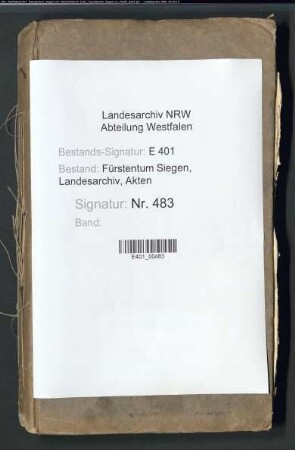 Landesarchiv NRW
Abteilung Westfalen
Bestands-Signatur: E 401
Bestand: Fürstentum Siegen,
Landesarchiv, Akten
Signatur: Nr. 483
Band:
E401_00483